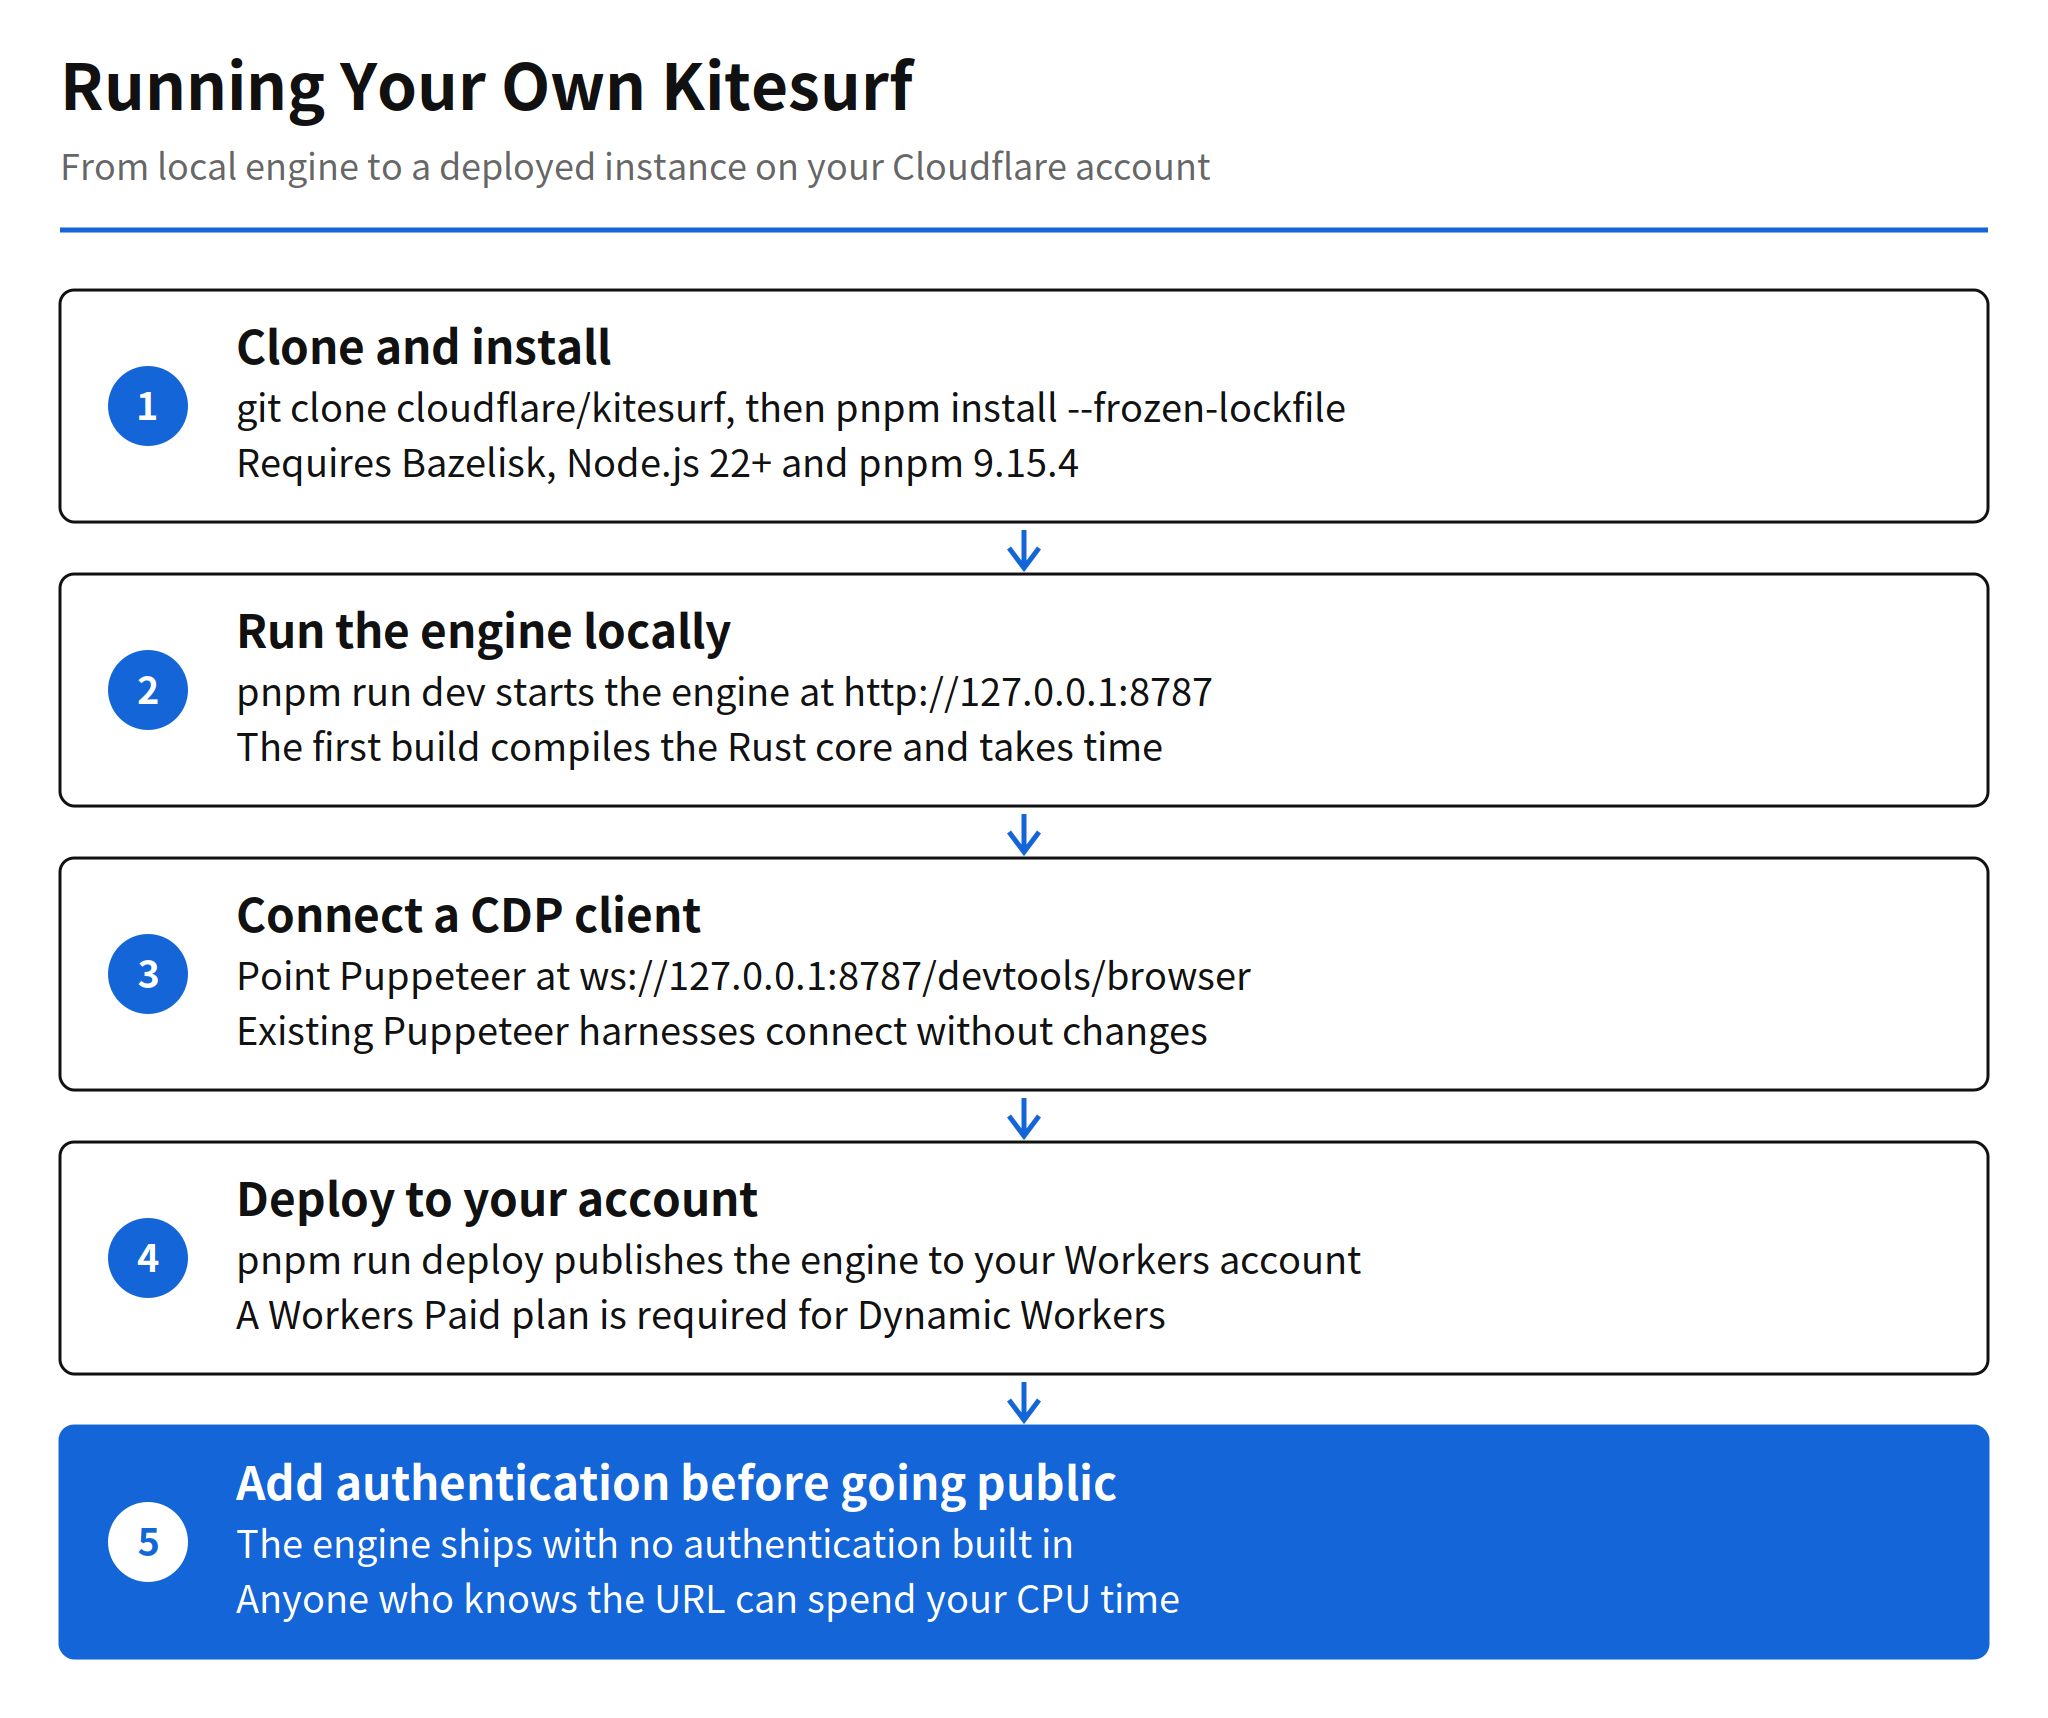 Running Your Own Kitesurf
From local engine to a deployed instance on your Cloudflare account
1
Clone and install
git clone cloudflare/kitesurf, then pnpm install --frozen-lockfile
Requires Bazelisk, Node.js 22+ and pnpm 9.15.4
2
Run the engine locally
pnpm run dev starts the engine at http://127.0.0.1:8787
The first build compiles the Rust core and takes time
3
Connect a CDP client
Point Puppeteer at ws://127.0.0.1:8787/devtools/browser
Existing Puppeteer harnesses connect without changes
4
Deploy to your account
pnpm run deploy publishes the engine to your Workers account
A Workers Paid plan is required for Dynamic Workers
5
Add authentication before going public
The engine ships with no authentication built in
Anyone who knows the URL can spend your CPU time